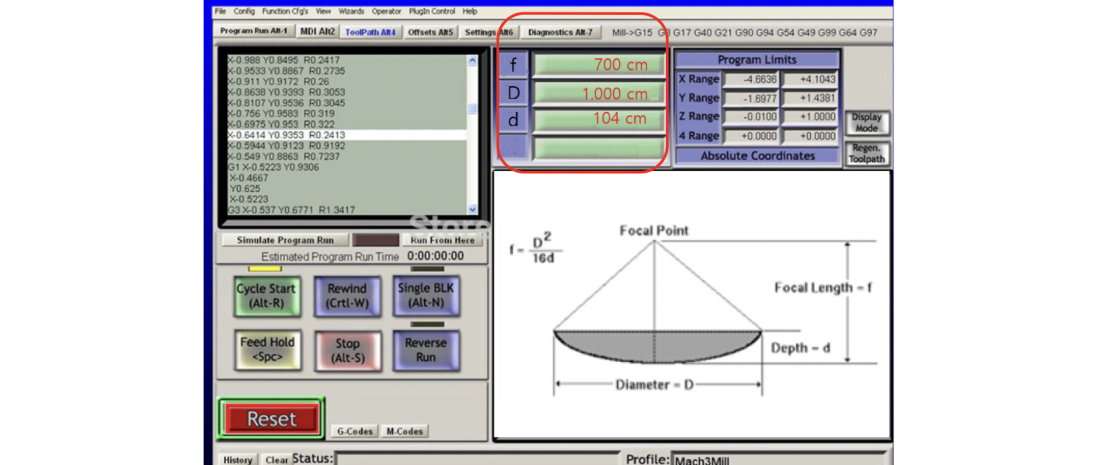 File Config Function Cfg's View Wizards Operator PlugIn Control Help
Program Run Alt-1 MDI Alt2 ToolPath Alt4 Offsets Alt5 Settings Alt6 Diagnostics Alt-7 Mill->G15 G17 G40 G21 G90 G94 G54 G49 G99 G64 G97
X-0.988 Y0.8495 R0.2417
X-0.9533 Y0.8867 R0.2735
X-0.911 Y0.9172 R0.26
X-0.8638 Y0.9393 R0.3053
X-0.8107 Y0.9536 R0.3045
X-0.756 Y0.9583 R0.319
X-0.6975 Y0.953 R0.322
X-0.6414 Y0.9353 R0.2413
X-0.5944 Y0.9123 R0.9192
X-0.549 Y0.8863 R0.7237
G1 X-0.5223 Y0.9306
X-0.4667
Y0.625
X-0.5223
G3 X-0.537 Y0.6771 R1.3417
f 700 cm
D 1,000 cm
d 104 cm
Program Limits
X Range -4.6636 +4.1043
Y Range -1.6977 +1.4381
Z Range -0.0100 +1.0000
4 Range +0.0000 +0.0000
Absolute Coordinates
Display
Mode
Regen.
Toolpath
Store
Simulate Program Run Run From Here
Estimated Program Run Time 0:00:00:00
Cycle Start
(Alt-R)
Rewind
(Crtl-W)
Single BLK
(Alt-N)
Feed Hold
<Spc>
Stop
(Alt-S)
Reverse
Run
Reset
G-Codes M-Codes
f = D²
16d
Focal Point
Focal Length = f
Depth = d
Diameter = D
History Clear Status: Profile: Mach3Mill